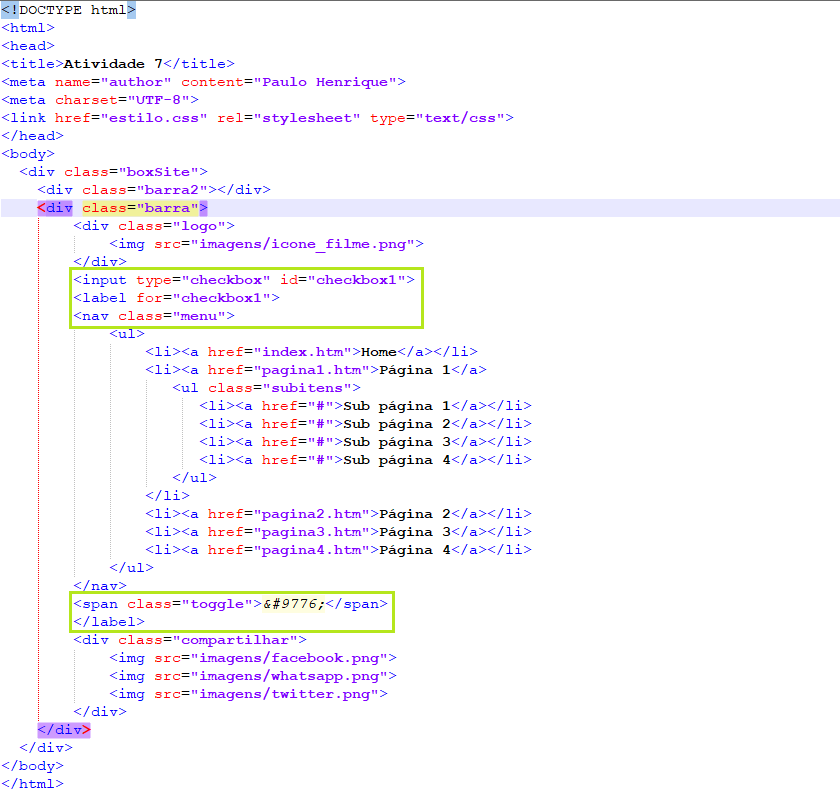 <!DOCTYPE html>
<html>
<head>
<title>Atividade 7</title>
<meta name="author" content="Paulo Henrique">
<meta charset="UTF-8">
<link href="estilo.css" rel="stylesheet" type="text/css">
</head>
<body>
<div class="boxSite">
<div class="barra2"></div>
<div class="barra">
<div class="logo">
<img src="imagens/icone_filme.png">
</div>
<input type="checkbox" id="checkbox1">
<label for="checkbox1">
<nav class="menu">
<ul>
<li><a href="index.htm">Home</a></li>
<li><a href="pagina1.htm">Página 1</a>
<ul class="subitens">
<li><a href="#">Sub página 1</a></li>
<li><a href="#">Sub página 2</a></li>
<li><a href="#">Sub página 3</a></li>
<li><a href="#">Sub página 4</a></li>
</ul>
</li>
<li><a href="pagina2.htm">Página 2</a></li>
<li><a href="pagina3.htm">Página 3</a></li>
<li><a href="pagina4.htm">Página 4</a></li>
</ul>
</nav>
<span class="toggle">&#9776;</span>
</label>
<div class="compartilhar">
<img src="imagens/facebook.png">
<img src="imagens/whatsapp.png">
<img src="imagens/twitter.png">
</div>
</div>
</div>
</body>
</html>